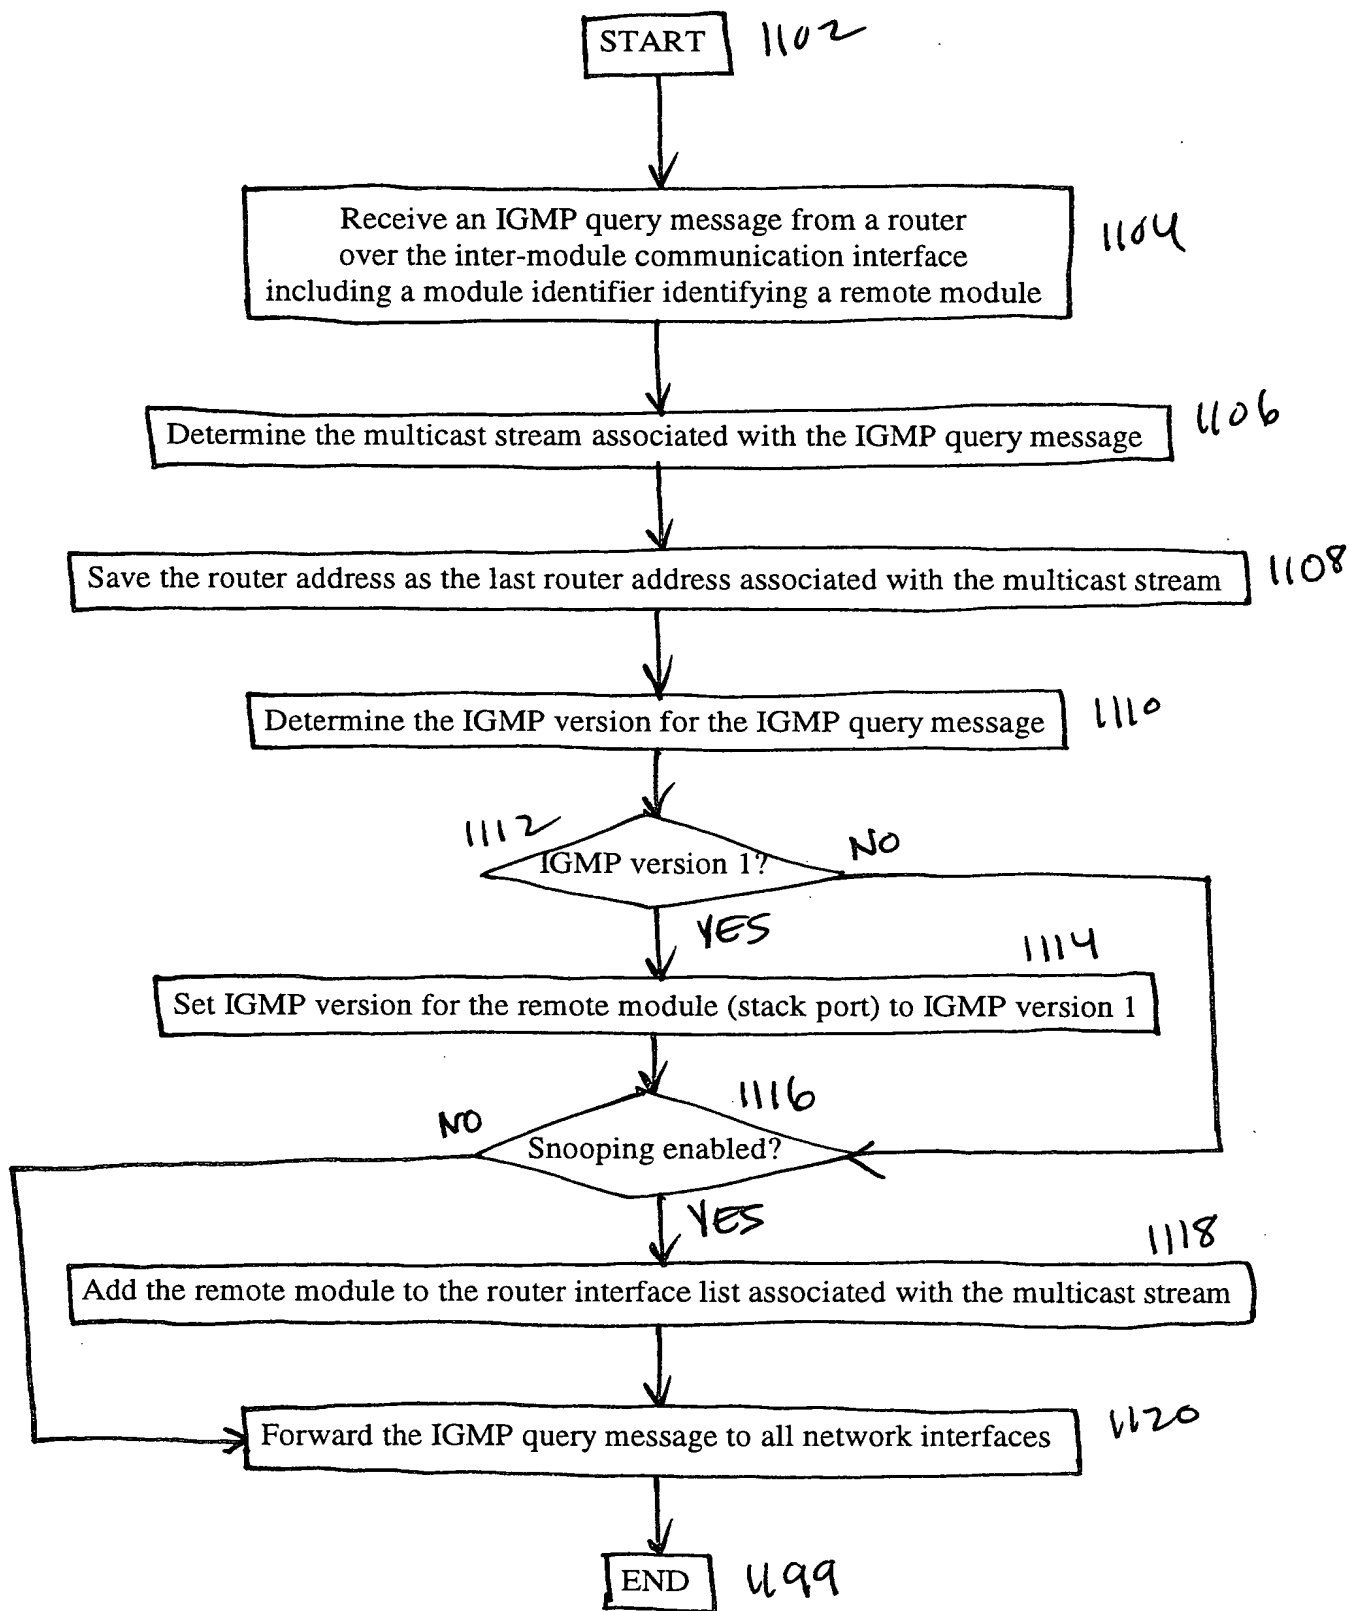 START 1102
Receive an IGMP query message from a router
over the inter-module communication interface
including a module identifier identifying a remote module
1104
Determine the multicast stream associated with the IGMP query message 1106
Save the router address as the last router address associated with the multicast stream 1108
Determine the IGMP version for the IGMP query message 1110
1112
IGMP version 1?
NO
YES
1114
Set IGMP version for the remote module (stack port) to IGMP version 1
1116
NO
Snooping enabled?
YES
1118
Add the remote module to the router interface list associated with the multicast stream
Forward the IGMP query message to all network interfaces 1120
END 1199